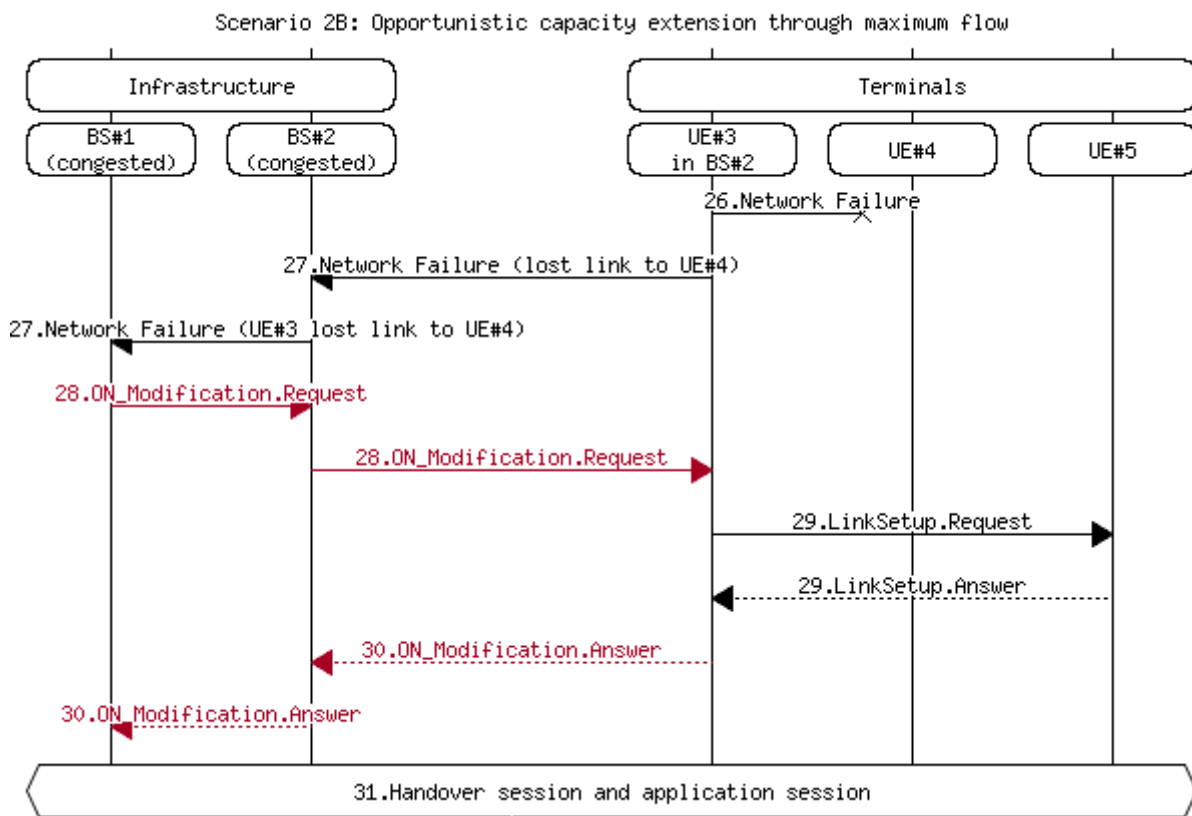 Scenario 2B: Opportunistic capacity extension through maximum flow
Infrastructure
Terminals
BS#1
(congested)
BS#2
(congested)
UE#3
in BS#2
UE#4
UE#5
26.Network Failure
27.Network Failure (lost link to UE#4)
27.Network Failure (UE#3 lost link to UE#4)
28.ON_Modification.Request
28.ON_Modification.Request
29.LinkSetup.Request
29.LinkSetup.Answer
30.ON_Modification.Answer
30.ON_Modification.Answer
31.Handover session and application session